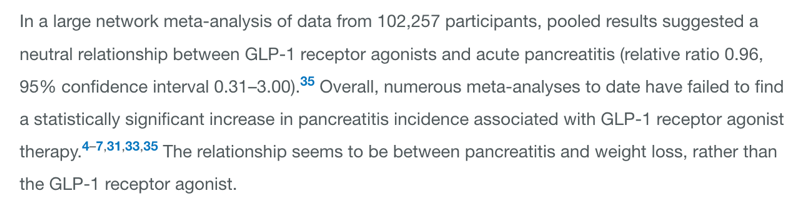 In a large network meta-analysis of data from 102,257 participants, pooled results suggested a
neutral relationship between GLP-1 receptor agonists and acute pancreatitis (relative ratio 0.96,
95% confidence interval 0.31–3.00).35 Overall, numerous meta-analyses to date have failed to find
a statistically significant increase in pancreatitis incidence associated with GLP-1 receptor agonist
therapy.4–7,31,33,35 The relationship seems to be between pancreatitis and weight loss, rather than
the GLP-1 receptor agonist.